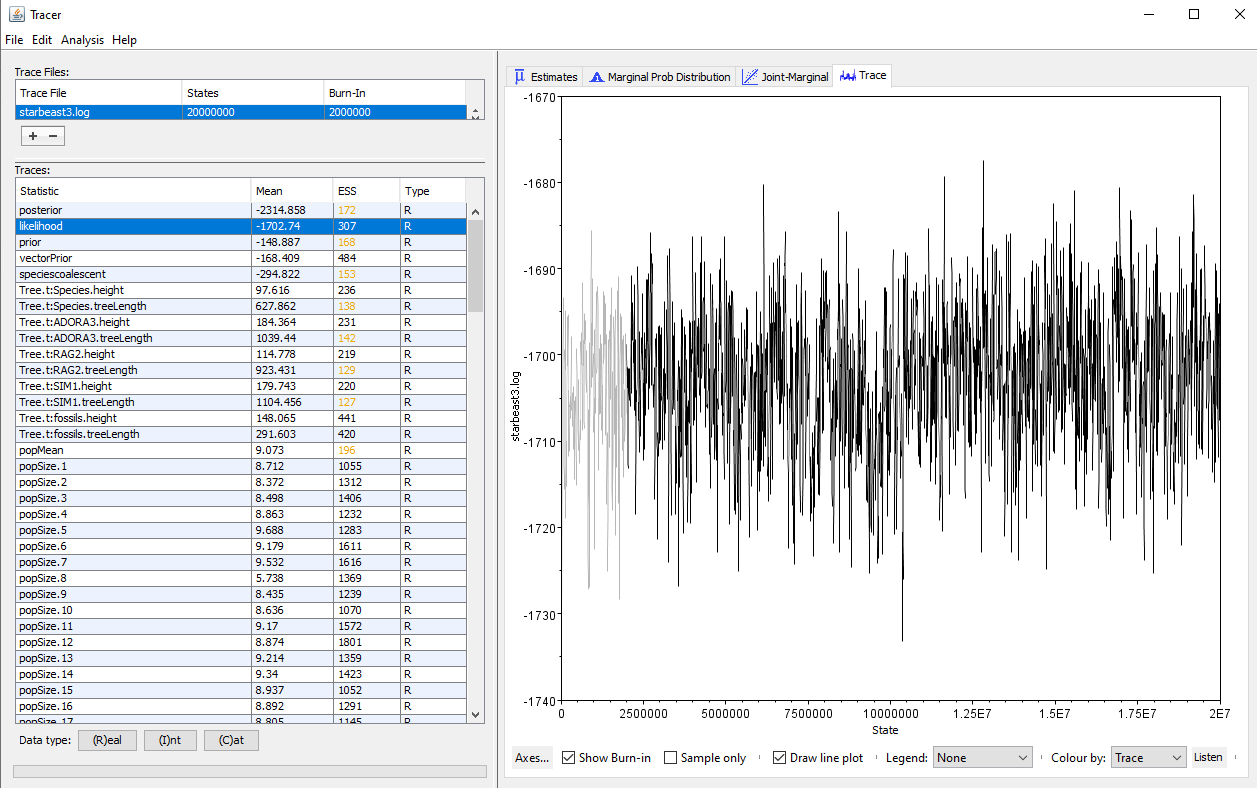 Tracer
File Edit Analysis Help
Trace Files:
Trace File States Burn-In
starbeast3.log 20000000 2000000
+ −
Traces:
Statistic Mean ESS Type
posterior -2314.858 172 R
likelihood -1702.74 307 R
prior -148.887 168 R
vectorPrior -168.409 484 R
speciescoalescent -294.822 153 R
Tree.t:Species.height 97.616 236 R
Tree.t:Species.treeLength 627.862 138 R
Tree.t:ADORA3.height 184.364 231 R
Tree.t:ADORA3.treeLength 1039.44 142 R
Tree.t:RAG2.height 114.778 219 R
Tree.t:RAG2.treeLength 923.431 129 R
Tree.t:SIM1.height 179.743 220 R
Tree.t:SIM1.treeLength 1104.456 127 R
Tree.t:fossils.height 148.065 441 R
Tree.t:fossils.treeLength 291.603 420 R
popMean 9.073 196 R
popSize.1 8.712 1055 R
popSize.2 8.372 1312 R
popSize.3 8.498 1406 R
popSize.4 8.863 1232 R
popSize.5 9.688 1283 R
popSize.6 9.179 1611 R
popSize.7 9.532 1616 R
popSize.8 5.738 1369 R
popSize.9 8.435 1239 R
popSize.10 8.636 1070 R
popSize.11 9.17 1572 R
popSize.12 8.874 1801 R
popSize.13 9.214 1359 R
popSize.14 9.34 1423 R
popSize.15 8.937 1052 R
popSize.16 8.892 1291 R
popSize.17 8.805 1145 R
Data type: (R)eal (I)nt (C)at
μ Estimates Marginal Prob Distribution Joint-Marginal Trace
-1670
-1680
-1690
-1700
-1710
-1720
-1730
-1740
starbeast3.log
0 2500000 5000000 7500000 10000000 1.25E7 1.5E7 1.75E7 2E7
State
Axes... Show Burn-in Sample only Draw line plot Legend: None Colour by: Trace Listen